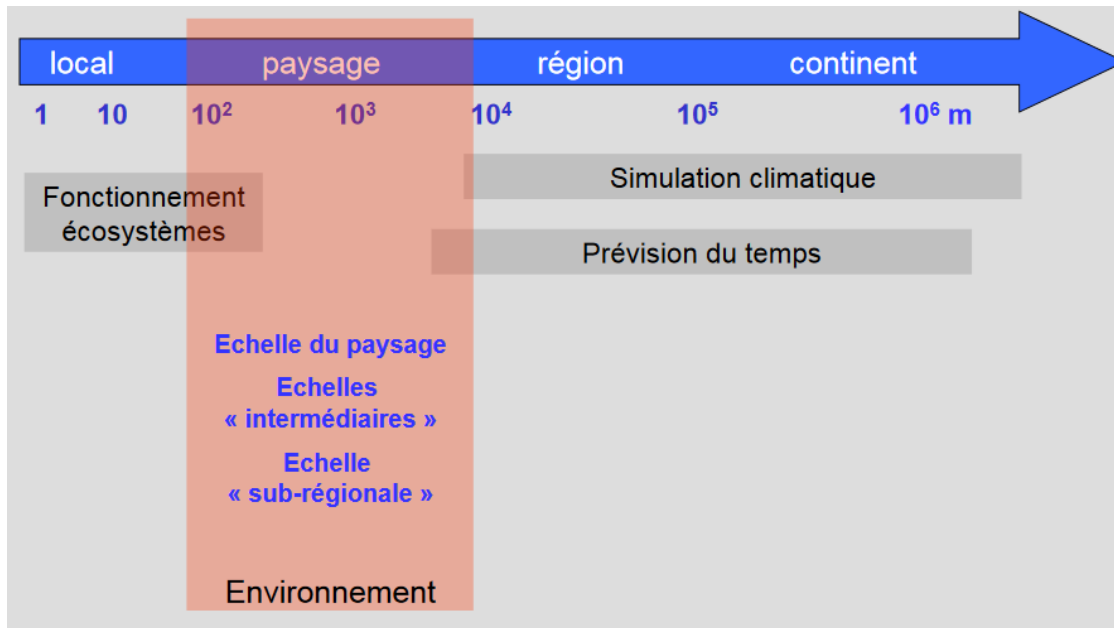 local paysage région continent
1 10 10² 10³ 10⁴ 10⁵ 10⁶ m
Simulation climatique
Fonctionnement
écosystèmes
Prévision du temps
Echelle du paysage
Echelles
« intermédiaires »
Echelle
« sub-régionale »
Environnement